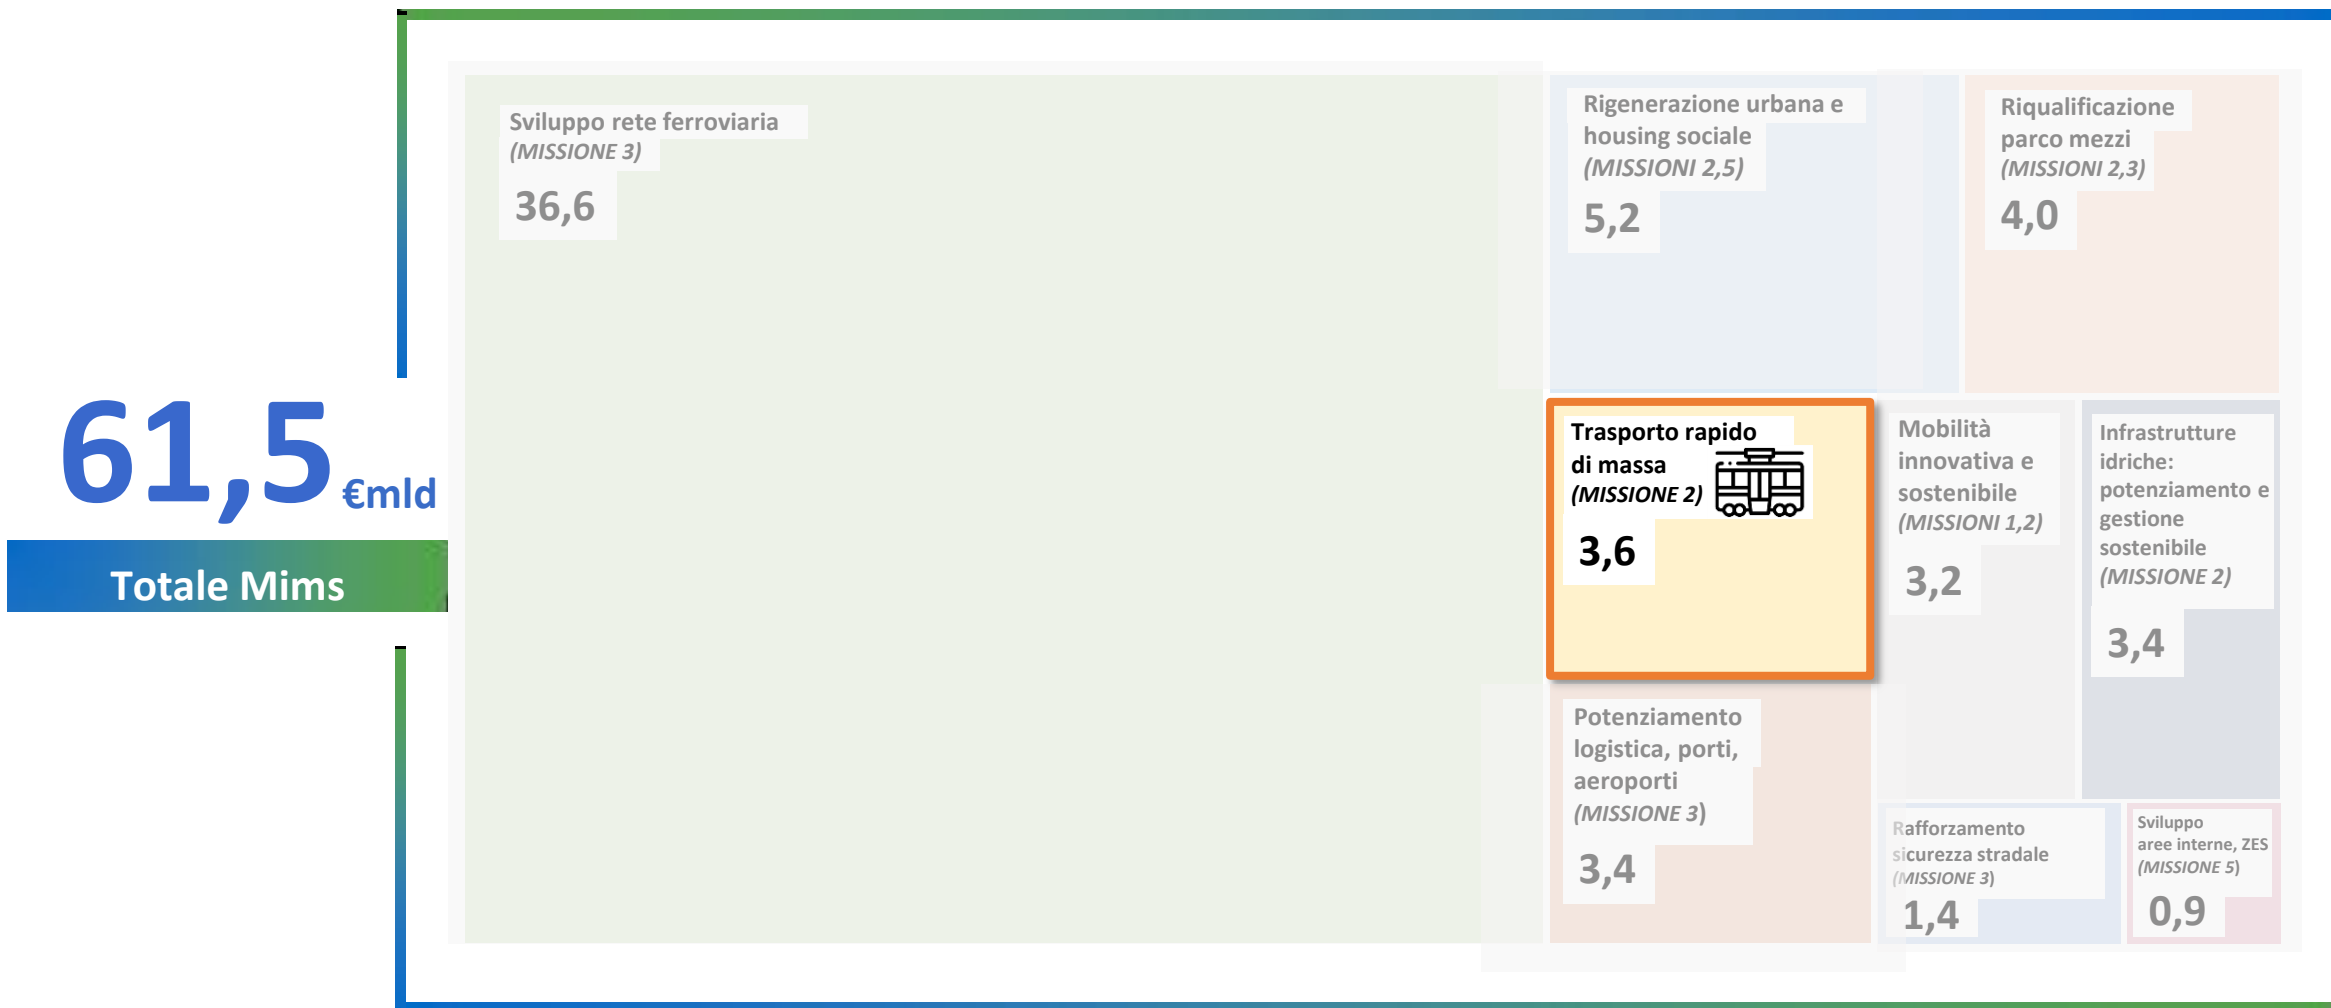 61,5 €mld
Totale Mims
Sviluppo rete ferroviaria
(MISSIONE 3)
36,6
Rigenerazione urbana e
housing sociale
(MISSIONI 2,5)
5,2
Riqualificazione
parco mezzi
(MISSIONI 2,3)
4,0
Trasporto rapido
di massa
(MISSIONE 2)
3,6
Mobilità
innovativa e
sostenibile
(MISSIONI 1,2)
3,2
Infrastrutture
idriche:
potenziamento e
gestione
sostenibile
(MISSIONE 2)
3,4
Potenziamento
logistica, porti,
aeroporti
(MISSIONE 3)
3,4
Rafforzamento
sicurezza stradale
(MISSIONE 3)
1,4
Sviluppo
aree interne, ZES
(MISSIONE 5)
0,9